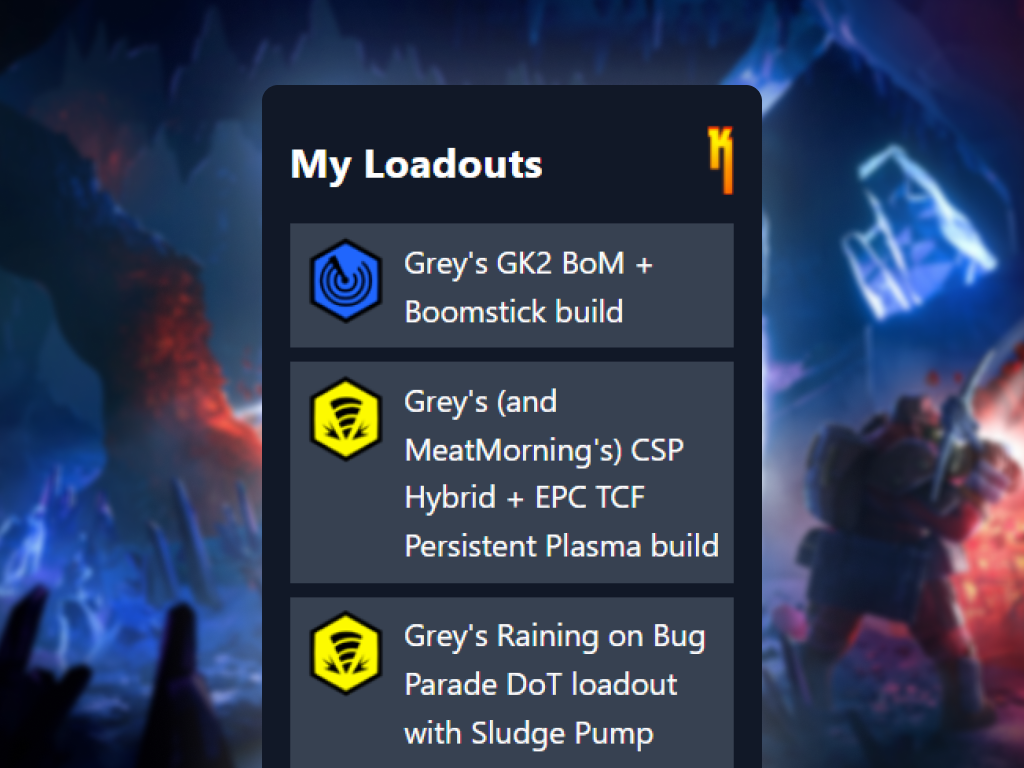 My Loadouts
Grey's GK2 BoM +
Boomstick build
Grey's (and
MeatMorning's) CSP
Hybrid + EPC TCF
Persistent Plasma build
Grey's Raining on Bug
Parade DoT loadout
with Sludge Pump